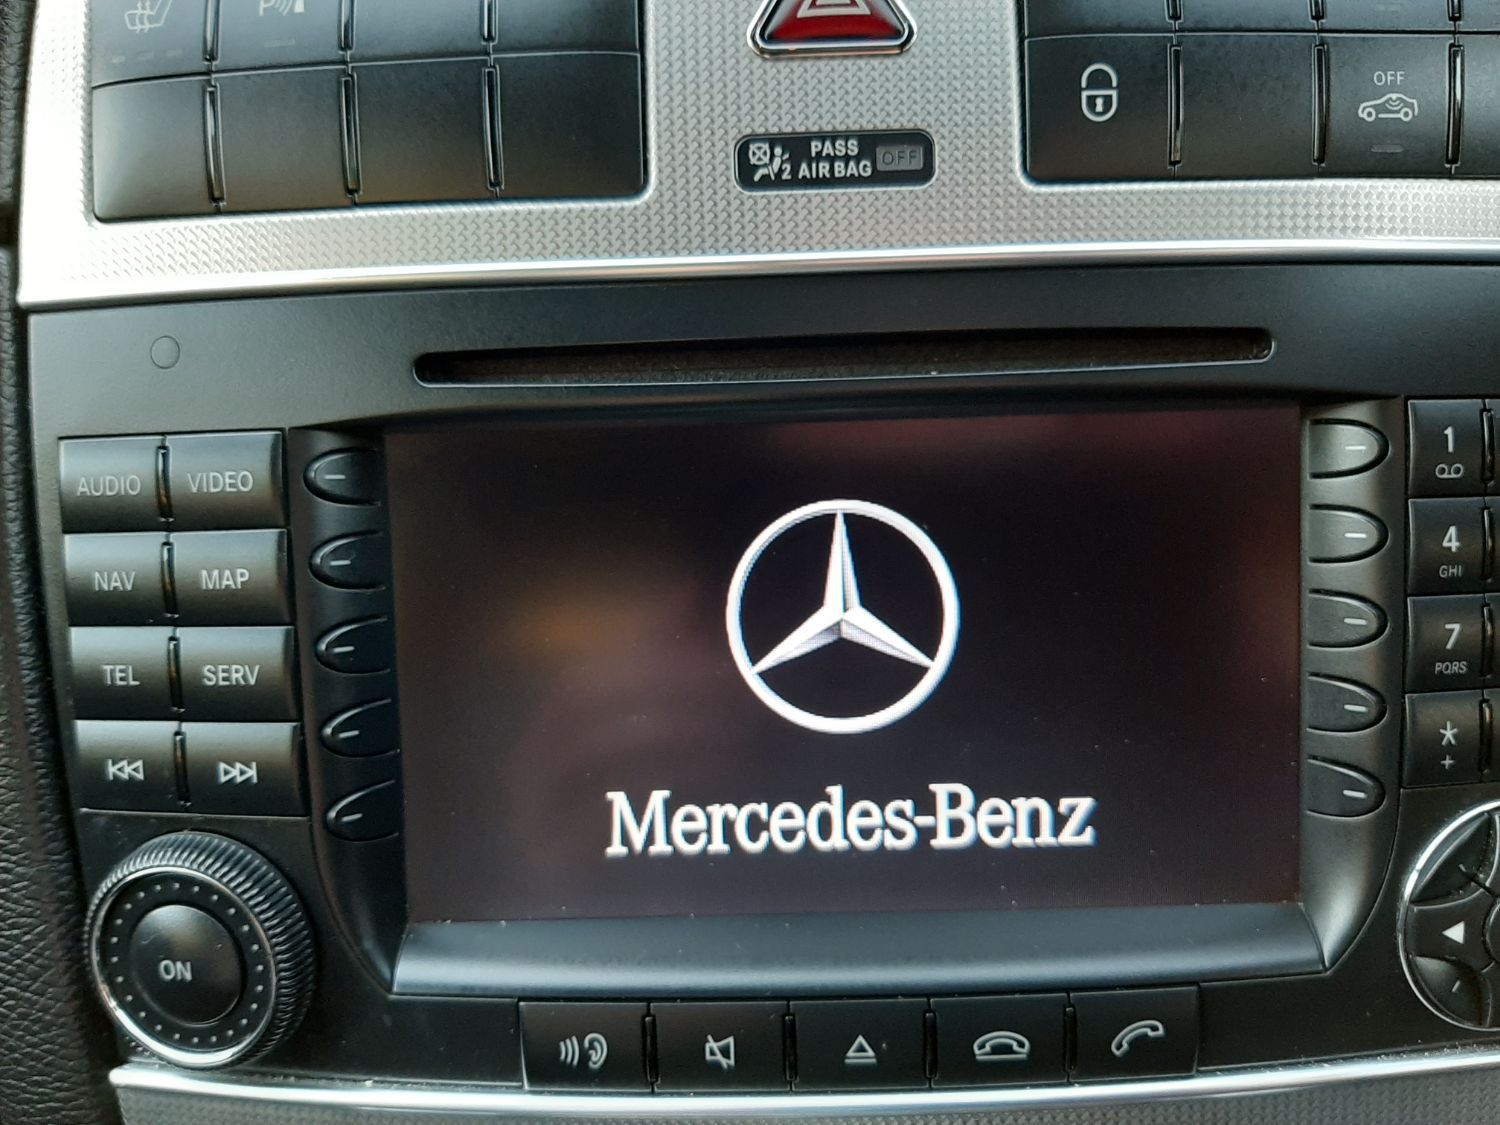 P
OFF
PASS
2 AIR BAG OFF
AUDIO VIDEO
1
NAV MAP
4
GHI
TEL SERV
7
PQRS
*
+
Mercedes-Benz
ON